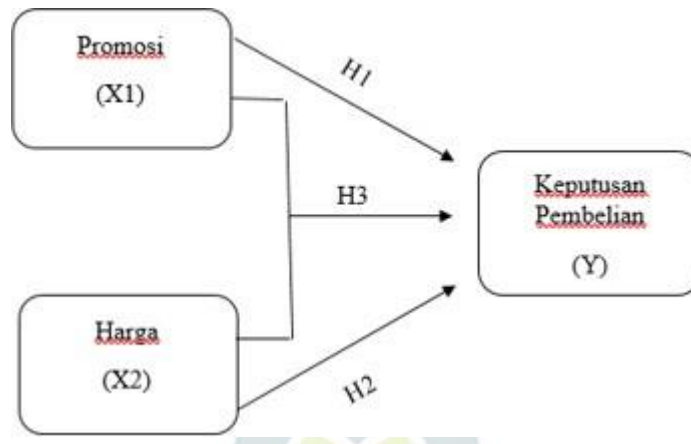 Promosi
(X1)
H1
H3
Keputusan
Pembelian
(Y)
Harga
(X2)
H2